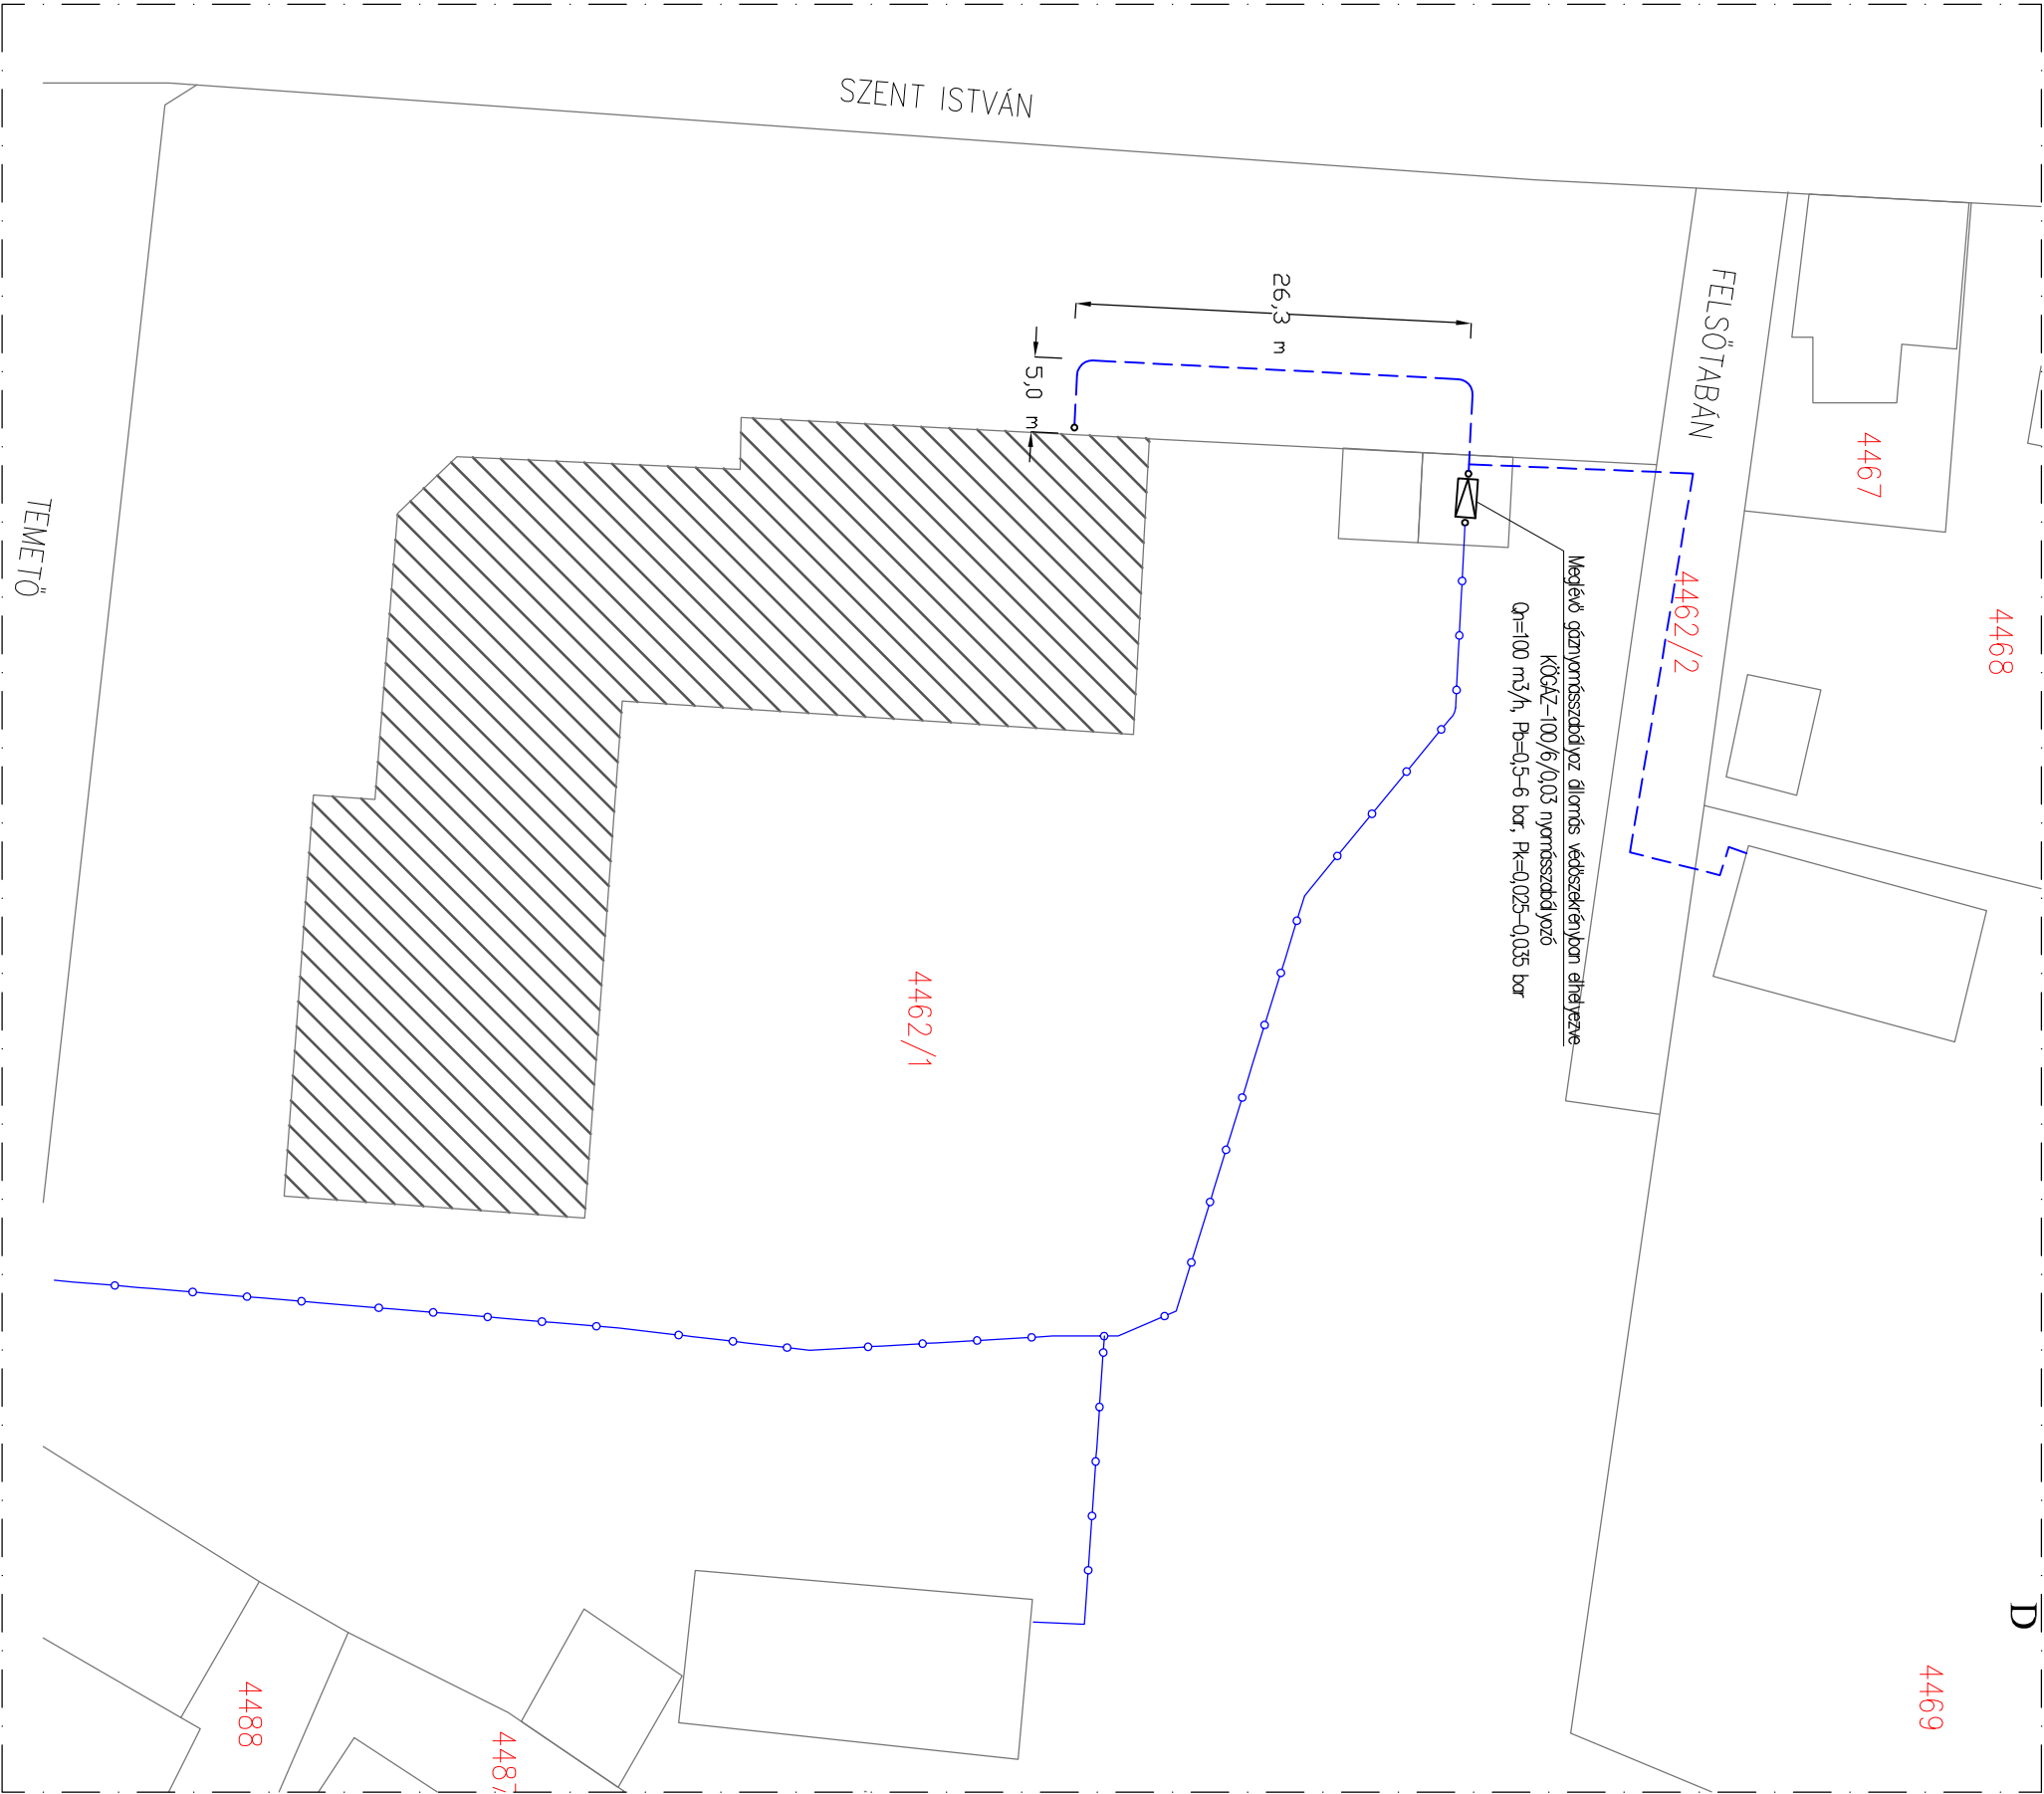 SZENT ISTVÁN
FELSŐTABÁN
TEMETŐ
26,3 m
5,0 m
Meglévő gáznyomásszabályoz állomás védőszekrényban elhelyezve
KÖGÁZ-100/6/0,03 nyomásszabályozó
Qn=100 m3/h, Pb=0,5-6 bar, Pk=0,025-0,035 bar
4467
4468
4462/2
4462/1
4469
4488
4487
D